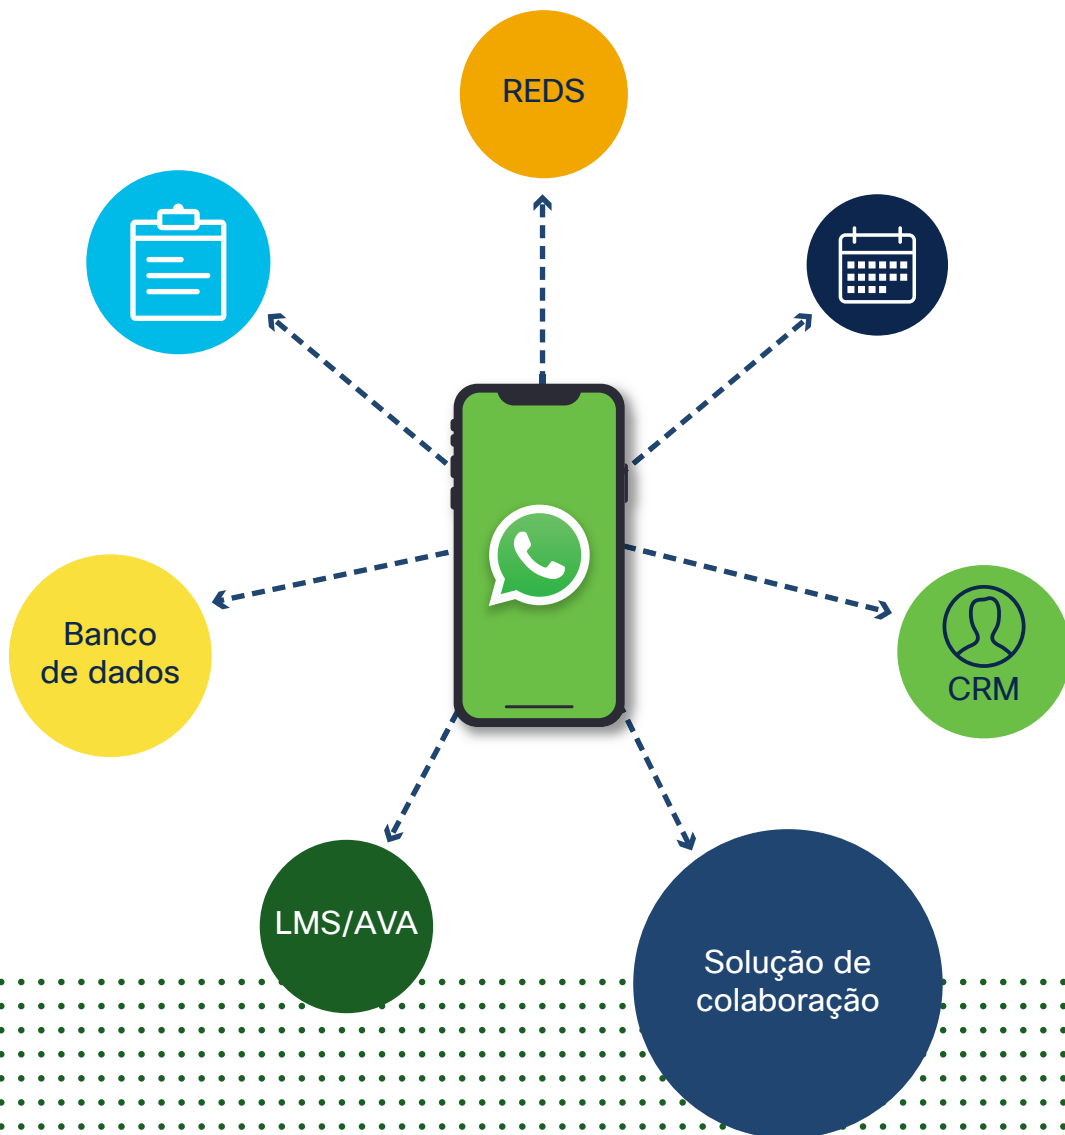 REDS
Banco
de dados
CRM
LMS/AVA
Solução de
colaboração